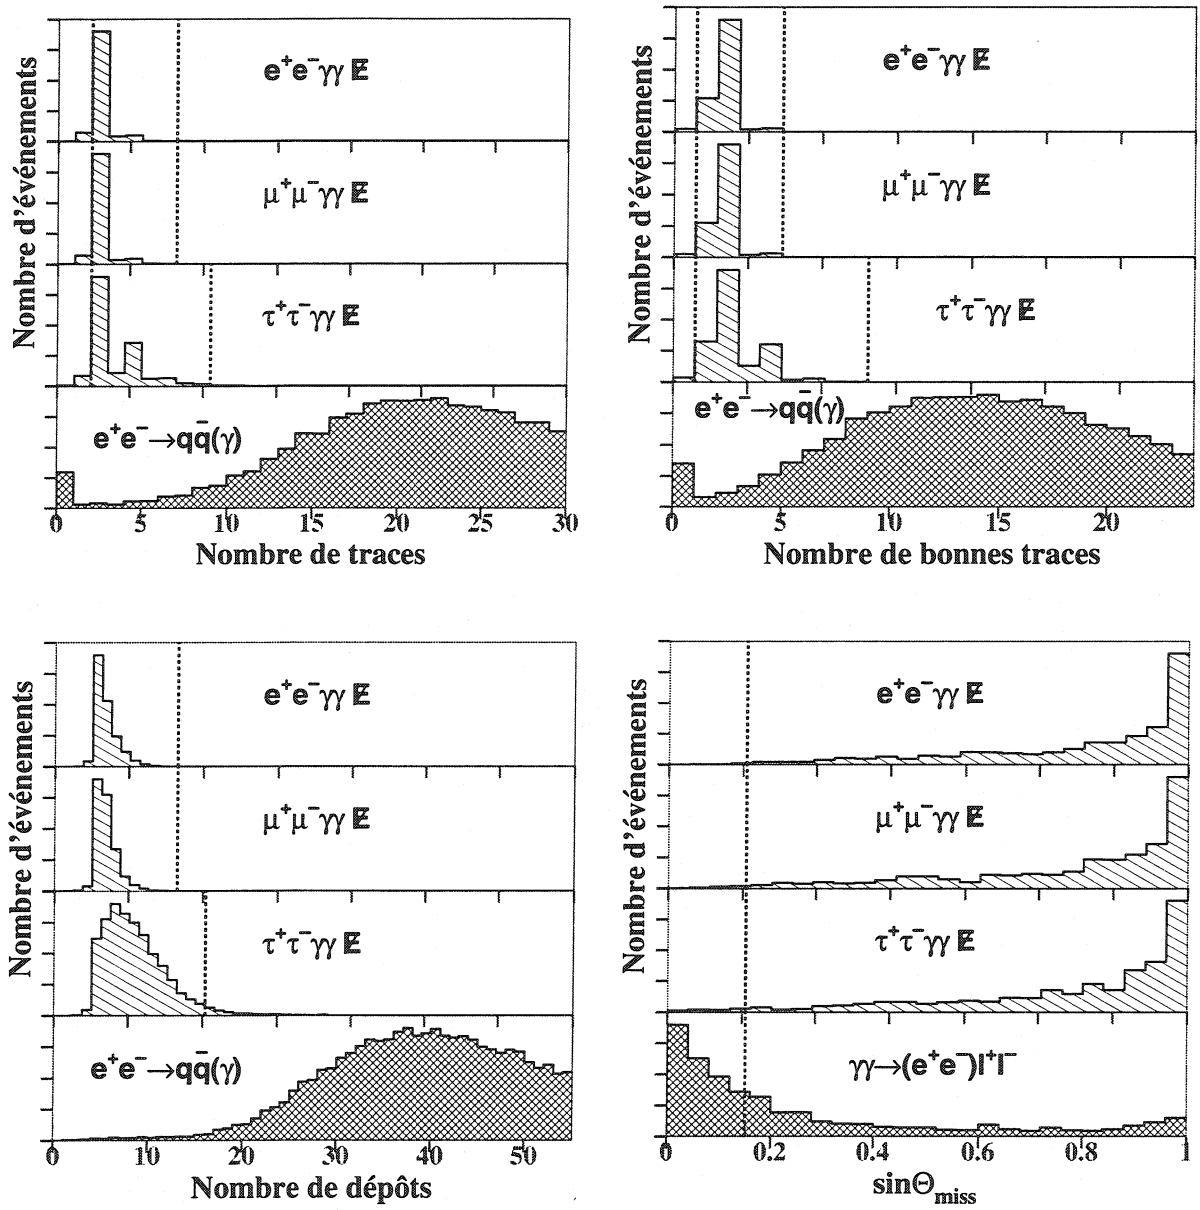 Nombre d'événements
e⁺e⁻γγ E̸
μ⁺μ⁻γγ E̸
τ⁺τ⁻γγ E̸
e⁺e⁻→qq̄(γ)
0 5 10 15 20 25 30
Nombre de traces
Nombre d'événements
e⁺e⁻γγ E̸
μ⁺μ⁻γγ E̸
τ⁺τ⁻γγ E̸
e⁺e⁻→qq̄(γ)
0 5 10 15 20
Nombre de bonnes traces
Nombre d'événements
e⁺e⁻γγ E̸
μ⁺μ⁻γγ E̸
τ⁺τ⁻γγ E̸
e⁺e⁻→qq̄(γ)
0 10 20 30 40 50
Nombre de dépôts
Nombre d'événements
e⁺e⁻γγ E̸
μ⁺μ⁻γγ E̸
τ⁺τ⁻γγ E̸
γγ→(e⁺e⁻)l⁺l⁻
0 0.2 0.4 0.6 0.8 1
sinΘmiss